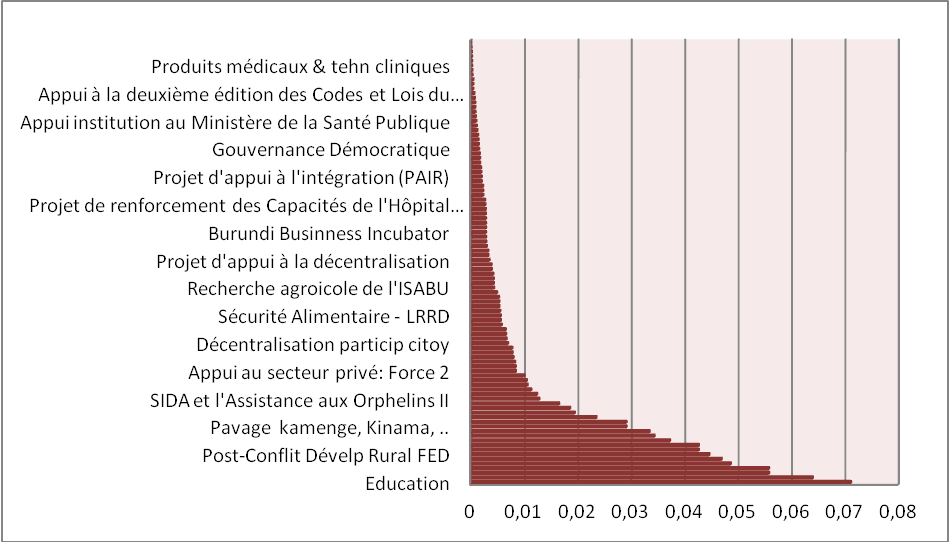 Produits médicaux & tehn cliniques
Appui à la deuxième édition des Codes et Lois du...
Appui institution au Ministère de la Santé Publique
Gouvernance Démocratique
Projet d'appui à l'intégration (PAIR)
Projet de renforcement des Capacités de l'Hôpital...
Burundi Businness Incubator
Projet d'appui à la décentralisation
Recherche agroicole de l'ISABU
Sécurité Alimentaire - LRRD
Décentralisation particip citoy
Appui au secteur privé: Force 2
SIDA et l'Assistance aux Orphelins II
Pavage kamenge, Kinama, ..
Post-Conflit Dévelp Rural FED
Education
0 0,01 0,02 0,03 0,04 0,05 0,06 0,07 0,08